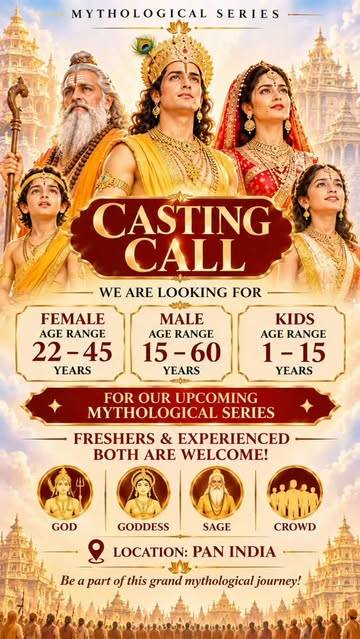 MYTHOLOGICAL SERIES
CASTING
CALL
WE ARE LOOKING FOR
FEMALE
AGE RANGE
22 – 45
YEARS
MALE
AGE RANGE
15 – 60
YEARS
KIDS
AGE RANGE
1 – 15
YEARS
FOR OUR UPCOMING
MYTHOLOGICAL SERIES
FRESHERS & EXPERIENCED
BOTH ARE WELCOME!
GOD
GODDESS
SAGE
CROWD
LOCATION: PAN INDIA
Be a part of this grand mythological journey!